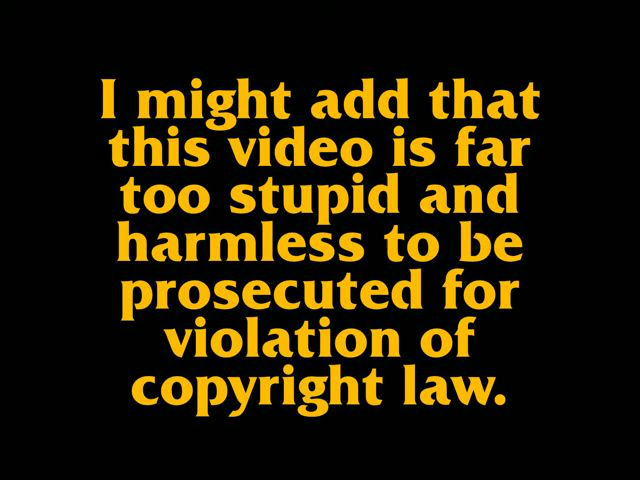 I might add that
this video is far
too stupid and
harmless to be
prosecuted for
violation of
copyright law.